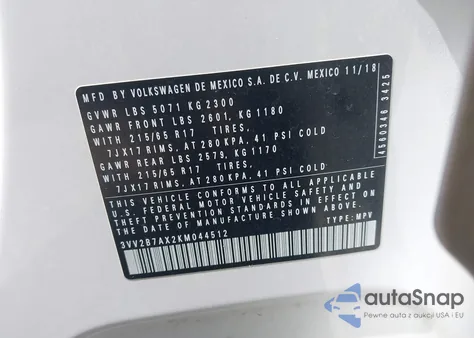 MFD BY VOLKSWAGEN DE MEXICO S.A. DE C.V. MEXICO 11/18
GVWR LBS 5071 KG 2300
GAWR FRONT LBS 2601, KG 1180
WITH 215/65 R17 TIRES,
7JX17 RIMS, AT 280 KPA, 41 PSI COLD
GAWR REAR LBS 2579, KG 1170
WITH 215/65 R17 TIRES,
7JX17 RIMS, AT 280 KPA, 41 PSI COLD
THIS VEHICLE CONFORMS TO ALL APPLICABLE
U.S. FEDERAL MOTOR VEHICLE SAFETY AND
THEFT PREVENTION STANDARDS IN EFFECT ON
THE DATE OF MANUFACTURE SHOWN ABOVE
3VV2B7AX2KM044512 TYPE: MPV
4560346 3425
autoSnap
Pewne auta z aukcji USA i EU